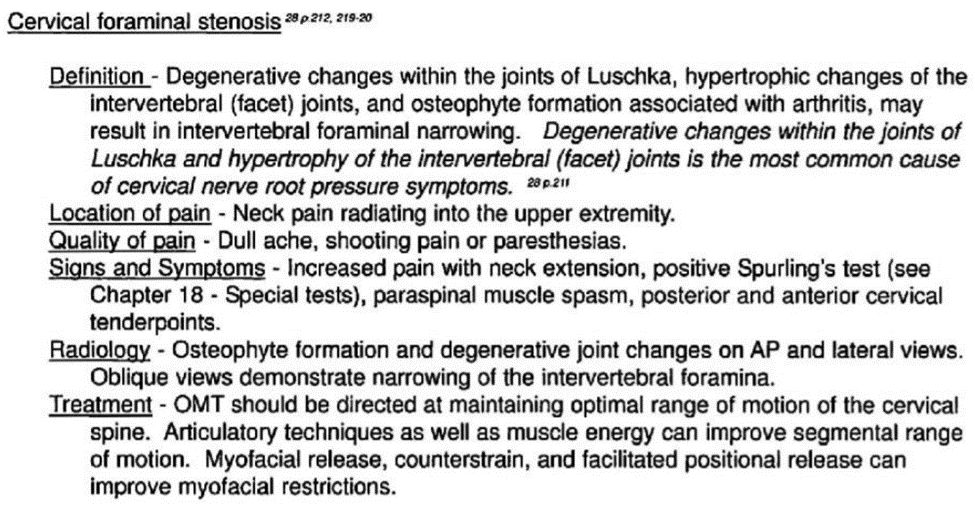 Cervical foraminal stenosis 28 p.212, 219-20
Definition - Degenerative changes within the joints of Luschka, hypertrophic changes of the
intervertebral (facet) joints, and osteophyte formation associated with arthritis, may
result in intervertebral foraminal narrowing. Degenerative changes within the joints of
Luschka and hypertrophy of the intervertebral (facet) joints is the most common cause
of cervical nerve root pressure symptoms. 28 p.211
Location of pain - Neck pain radiating into the upper extremity.
Quality of pain - Dull ache, shooting pain or paresthesias.
Signs and Symptoms - Increased pain with neck extension, positive Spurling's test (see
Chapter 18 - Special tests), paraspinal muscle spasm, posterior and anterior cervical
tenderpoints.
Radiology - Osteophyte formation and degenerative joint changes on AP and lateral views.
Oblique views demonstrate narrowing of the intervertebral foramina.
Treatment - OMT should be directed at maintaining optimal range of motion of the cervical
spine. Articulatory techniques as well as muscle energy can improve segmental range
of motion. Myofacial release, counterstrain, and facilitated positional release can
improve myofacial restrictions.